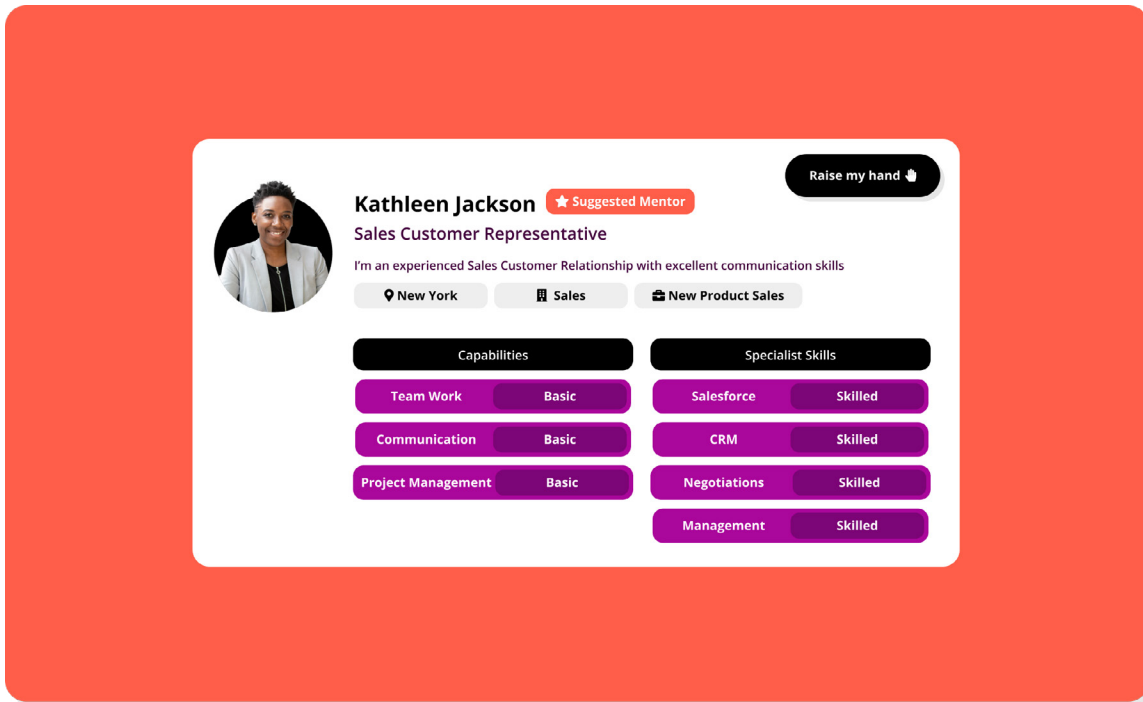 Raise my hand
Kathleen Jackson Suggested Mentor
Sales Customer Representative
I'm an experienced Sales Customer Relationship with excellent communication skills
New York Sales New Product Sales
Capabilities Specialist Skills
Team Work Basic Salesforce Skilled
Communication Basic CRM Skilled
Project Management Basic Negotiations Skilled
Management Skilled